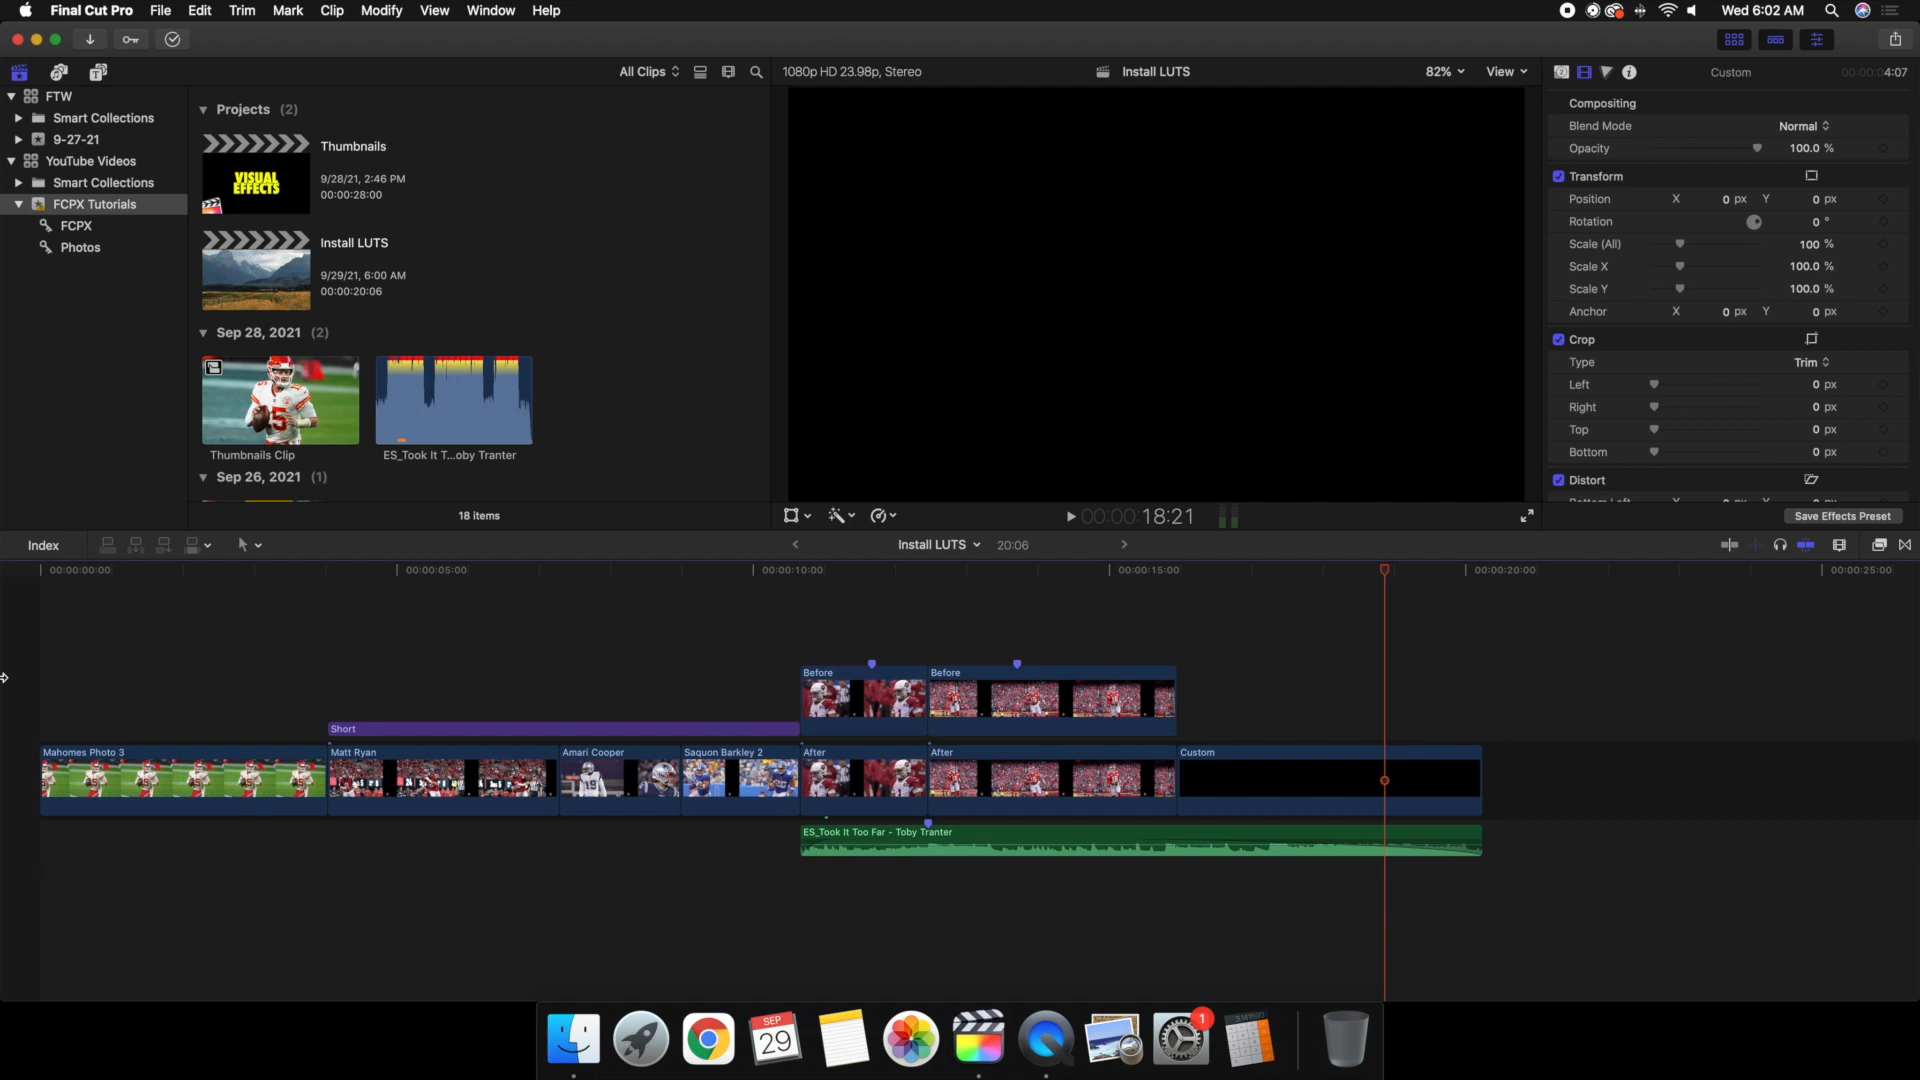 Final Cut Pro File Edit Trim Mark Clip Modify View Window Help Wed 6:02 AM
All Clips 1080p HD 23.98p, Stereo Install LUTS 82% View Custom 00:00:04:07
FTW
Smart Collections
9-27-21
YouTube Videos
Smart Collections
FCPX Tutorials
FCPX
Photos
Projects (2)
Thumbnails
9/28/21, 2:46 PM
00:00:28:00
VISUAL
EFFECTS
Install LUTS
9/29/21, 6:00 AM
00:00:20:06
Sep 28, 2021 (2)
Thumbnails Clip ES_Took It T...oby Tranter
Sep 26, 2021 (1)
18 items
00:00:18:21
Compositing
Blend Mode Normal
Opacity 100.0 %
Transform
Position X 0 px Y 0 px
Rotation 0 °
Scale (All) 100 %
Scale X 100.0 %
Scale Y 100.0 %
Anchor X 0 px Y 0 px
Crop
Type Trim
Left 0 px
Right 0 px
Top 0 px
Bottom 0 px
Distort
Save Effects Preset
Index Install LUTS 20:06
00:00:00:00 00:00:05:00 00:00:10:00 00:00:15:00 00:00:20:00 00:00:25:00
Before Before
Short
Mahomes Photo 3 Matt Ryan Amari Cooper Saquon Barkley 2 After After Custom
ES_Took It Too Far - Toby Tranter
SEP
29
1